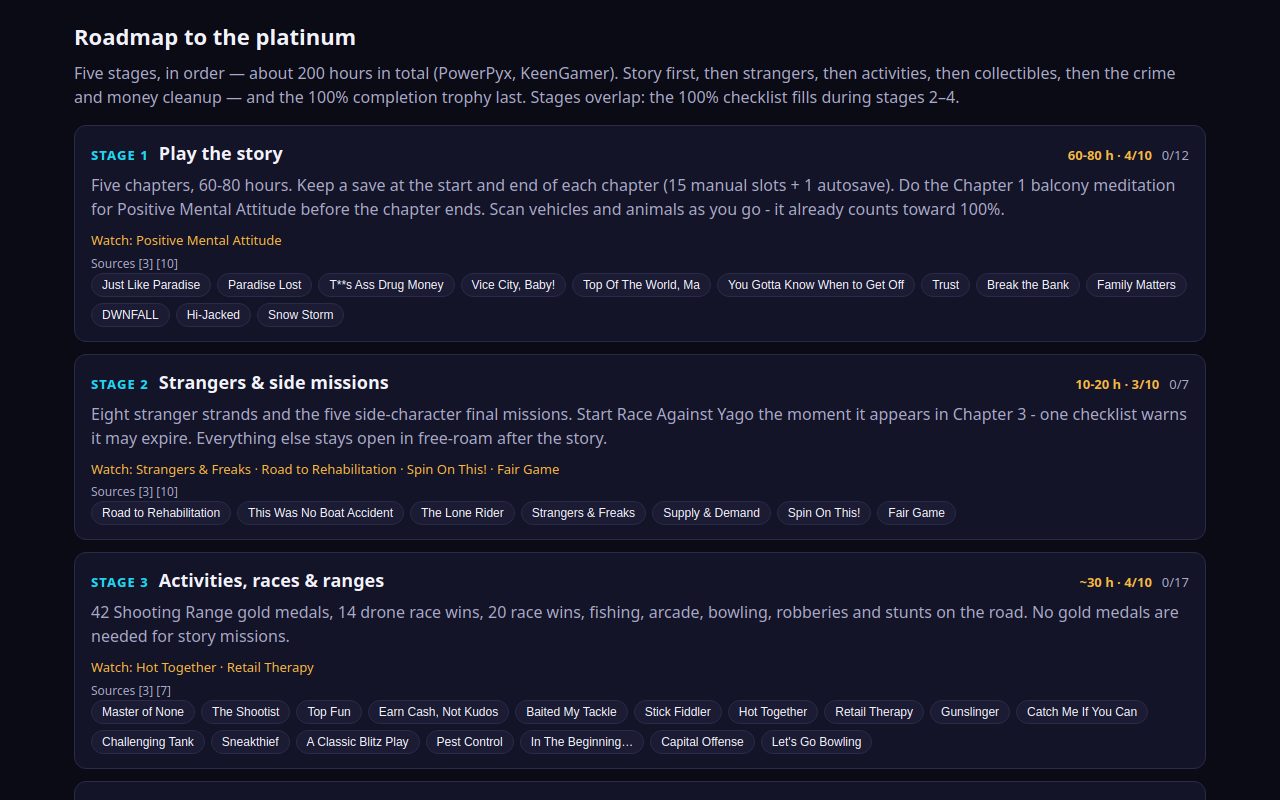 Roadmap to the platinum
Five stages, in order — about 200 hours in total (PowerPyx, KeenGamer). Story first, then strangers, then activities, then collectibles, then the crime
and money cleanup — and the 100% completion trophy last. Stages overlap: the 100% checklist fills during stages 2–4.
STAGE 1 Play the story 60-80 h · 4/10 0/12
Five chapters, 60-80 hours. Keep a save at the start and end of each chapter (15 manual slots + 1 autosave). Do the Chapter 1 balcony meditation
for Positive Mental Attitude before the chapter ends. Scan vehicles and animals as you go - it already counts toward 100%.
Watch: Positive Mental Attitude
Sources [3] [10]
Just Like Paradise Paradise Lost T**s Ass Drug Money Vice City, Baby! Top Of The World, Ma You Gotta Know When to Get Off Trust Break the Bank Family Matters
DWNFALL Hi-Jacked Snow Storm
STAGE 2 Strangers & side missions 10-20 h · 3/10 0/7
Eight stranger strands and the five side-character final missions. Start Race Against Yago the moment it appears in Chapter 3 - one checklist warns
it may expire. Everything else stays open in free-roam after the story.
Watch: Strangers & Freaks · Road to Rehabilitation · Spin On This! · Fair Game
Sources [3] [10]
Road to Rehabilitation This Was No Boat Accident The Lone Rider Strangers & Freaks Supply & Demand Spin On This! Fair Game
STAGE 3 Activities, races & ranges ~30 h · 4/10 0/17
42 Shooting Range gold medals, 14 drone race wins, 20 race wins, fishing, arcade, bowling, robberies and stunts on the road. No gold medals are
needed for story missions.
Watch: Hot Together · Retail Therapy
Sources [3] [7]
Master of None The Shootist Top Fun Earn Cash, Not Kudos Baited My Tackle Stick Fiddler Hot Together Retail Therapy Gunslinger Catch Me If You Can
Challenging Tank Sneakthief A Classic Blitz Play Pest Control In The Beginning… Capital Offense Let's Go Bowling